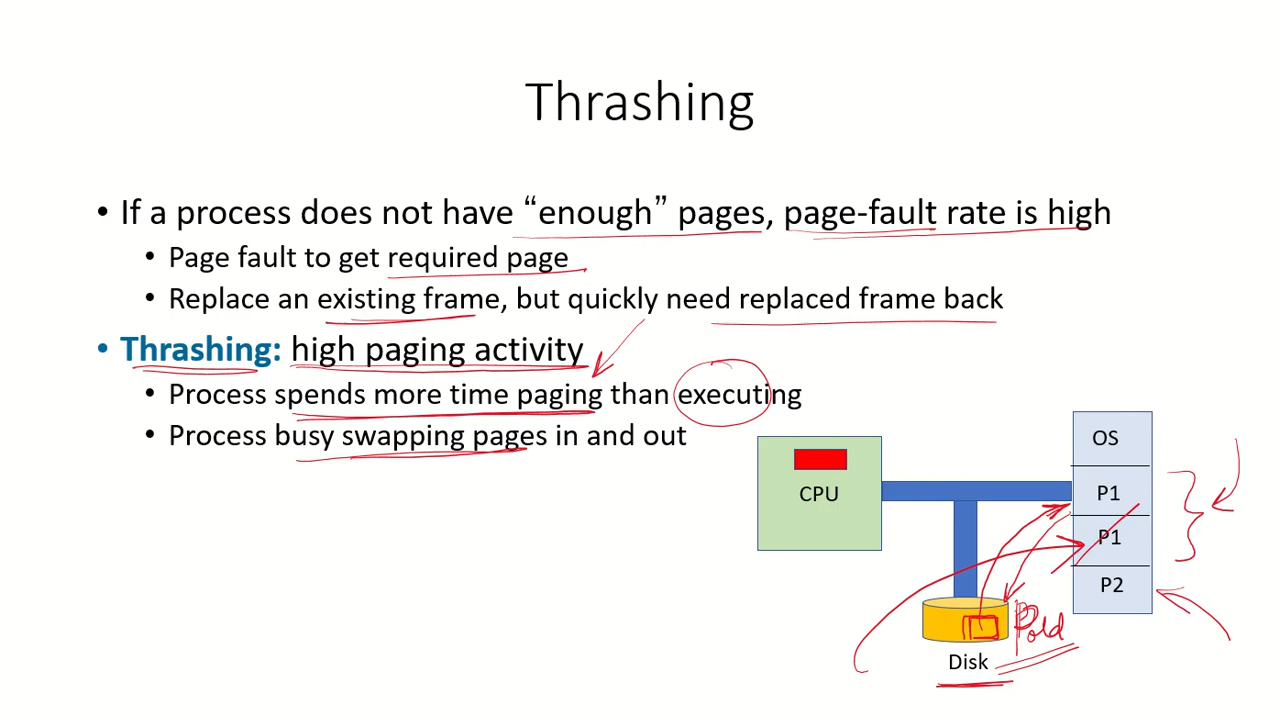 Thrashing
• If a process does not have “enough” pages, page-fault rate is high
• Page fault to get required page
• Replace an existing frame, but quickly need replaced frame back
• Thrashing: high paging activity
• Process spends more time paging than executing
• Process busy swapping pages in and out
OS
CPU
P1
P1
P2
Pold
Disk